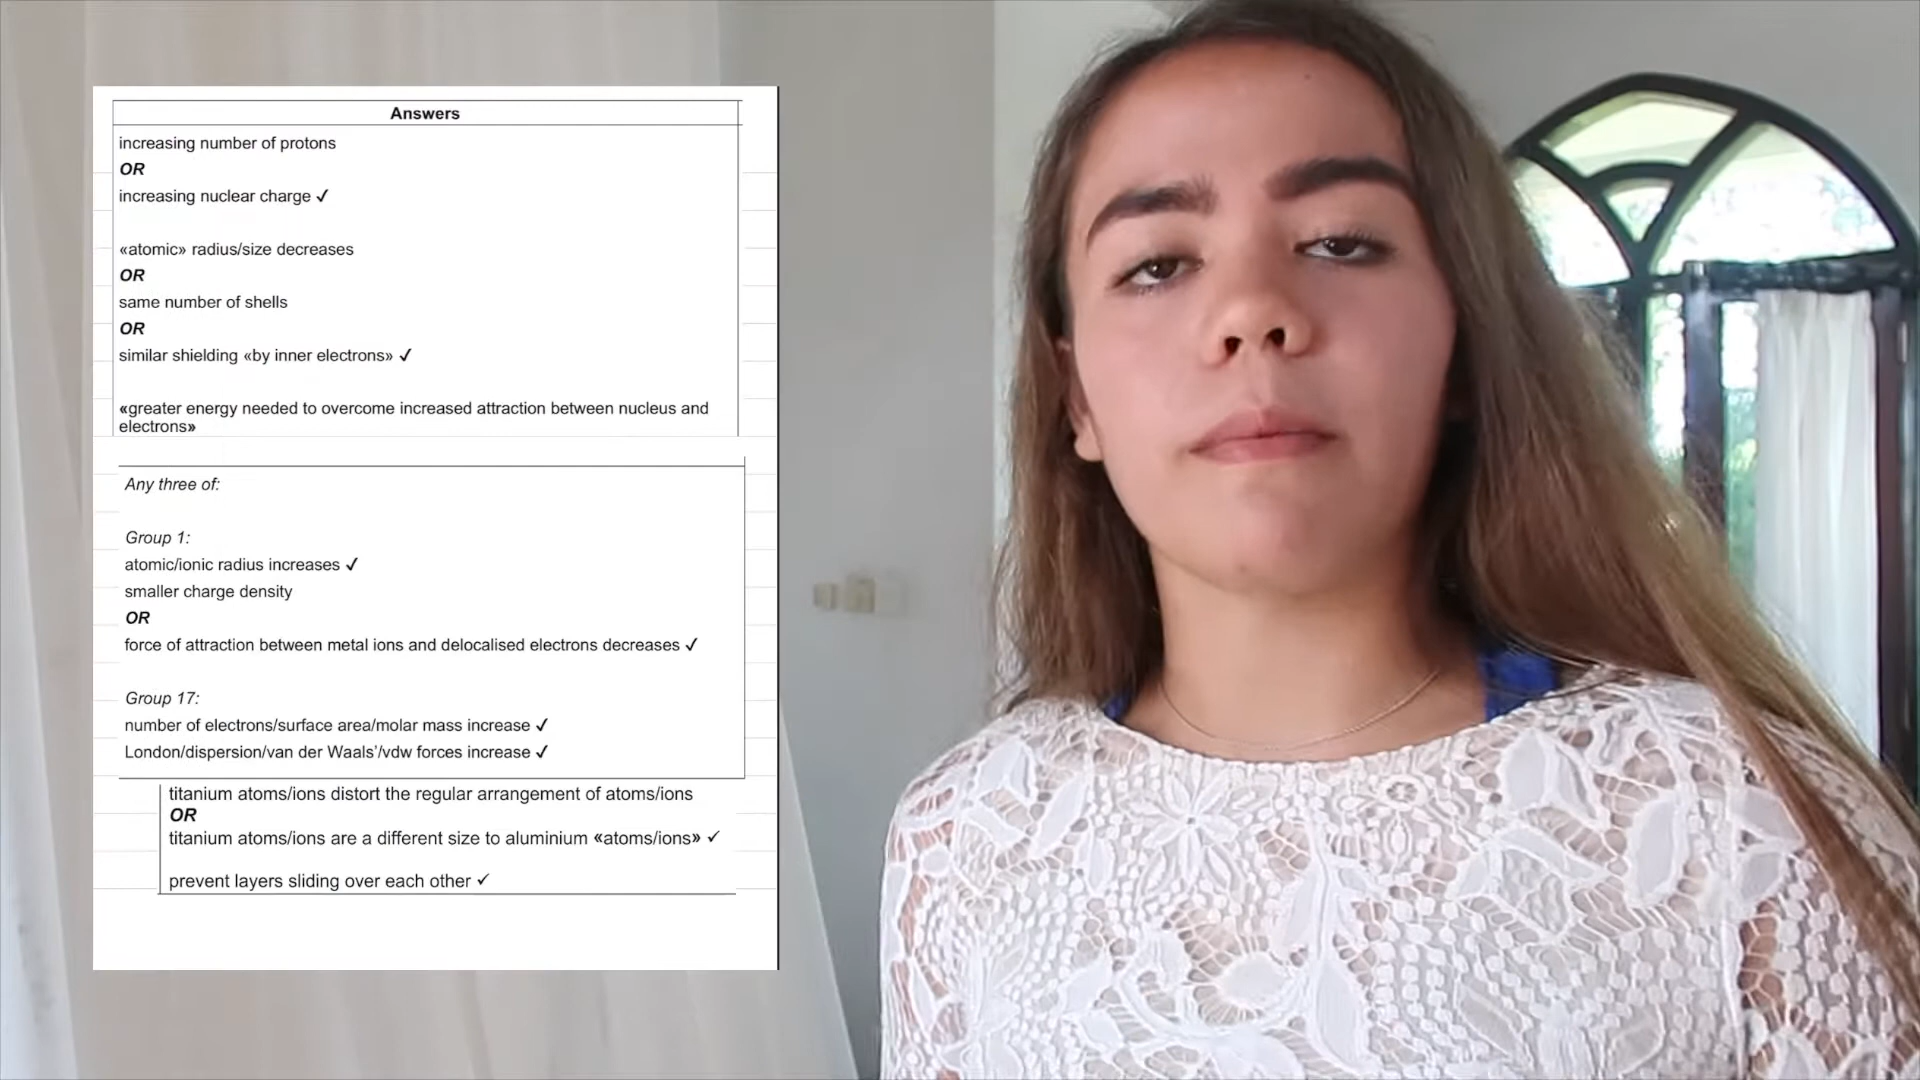 Answers
increasing number of protons
OR
increasing nuclear charge ✓
«atomic» radius/size decreases
OR
same number of shells
OR
similar shielding «by inner electrons» ✓
«greater energy needed to overcome increased attraction between nucleus and
electrons»
Any three of:
Group 1:
atomic/ionic radius increases ✓
smaller charge density
OR
force of attraction between metal ions and delocalised electrons decreases ✓
Group 17:
number of electrons/surface area/molar mass increase ✓
London/dispersion/van der Waals’/vdw forces increase ✓
titanium atoms/ions distort the regular arrangement of atoms/ions
OR
titanium atoms/ions are a different size to aluminium «atoms/ions» ✓
prevent layers sliding over each other ✓